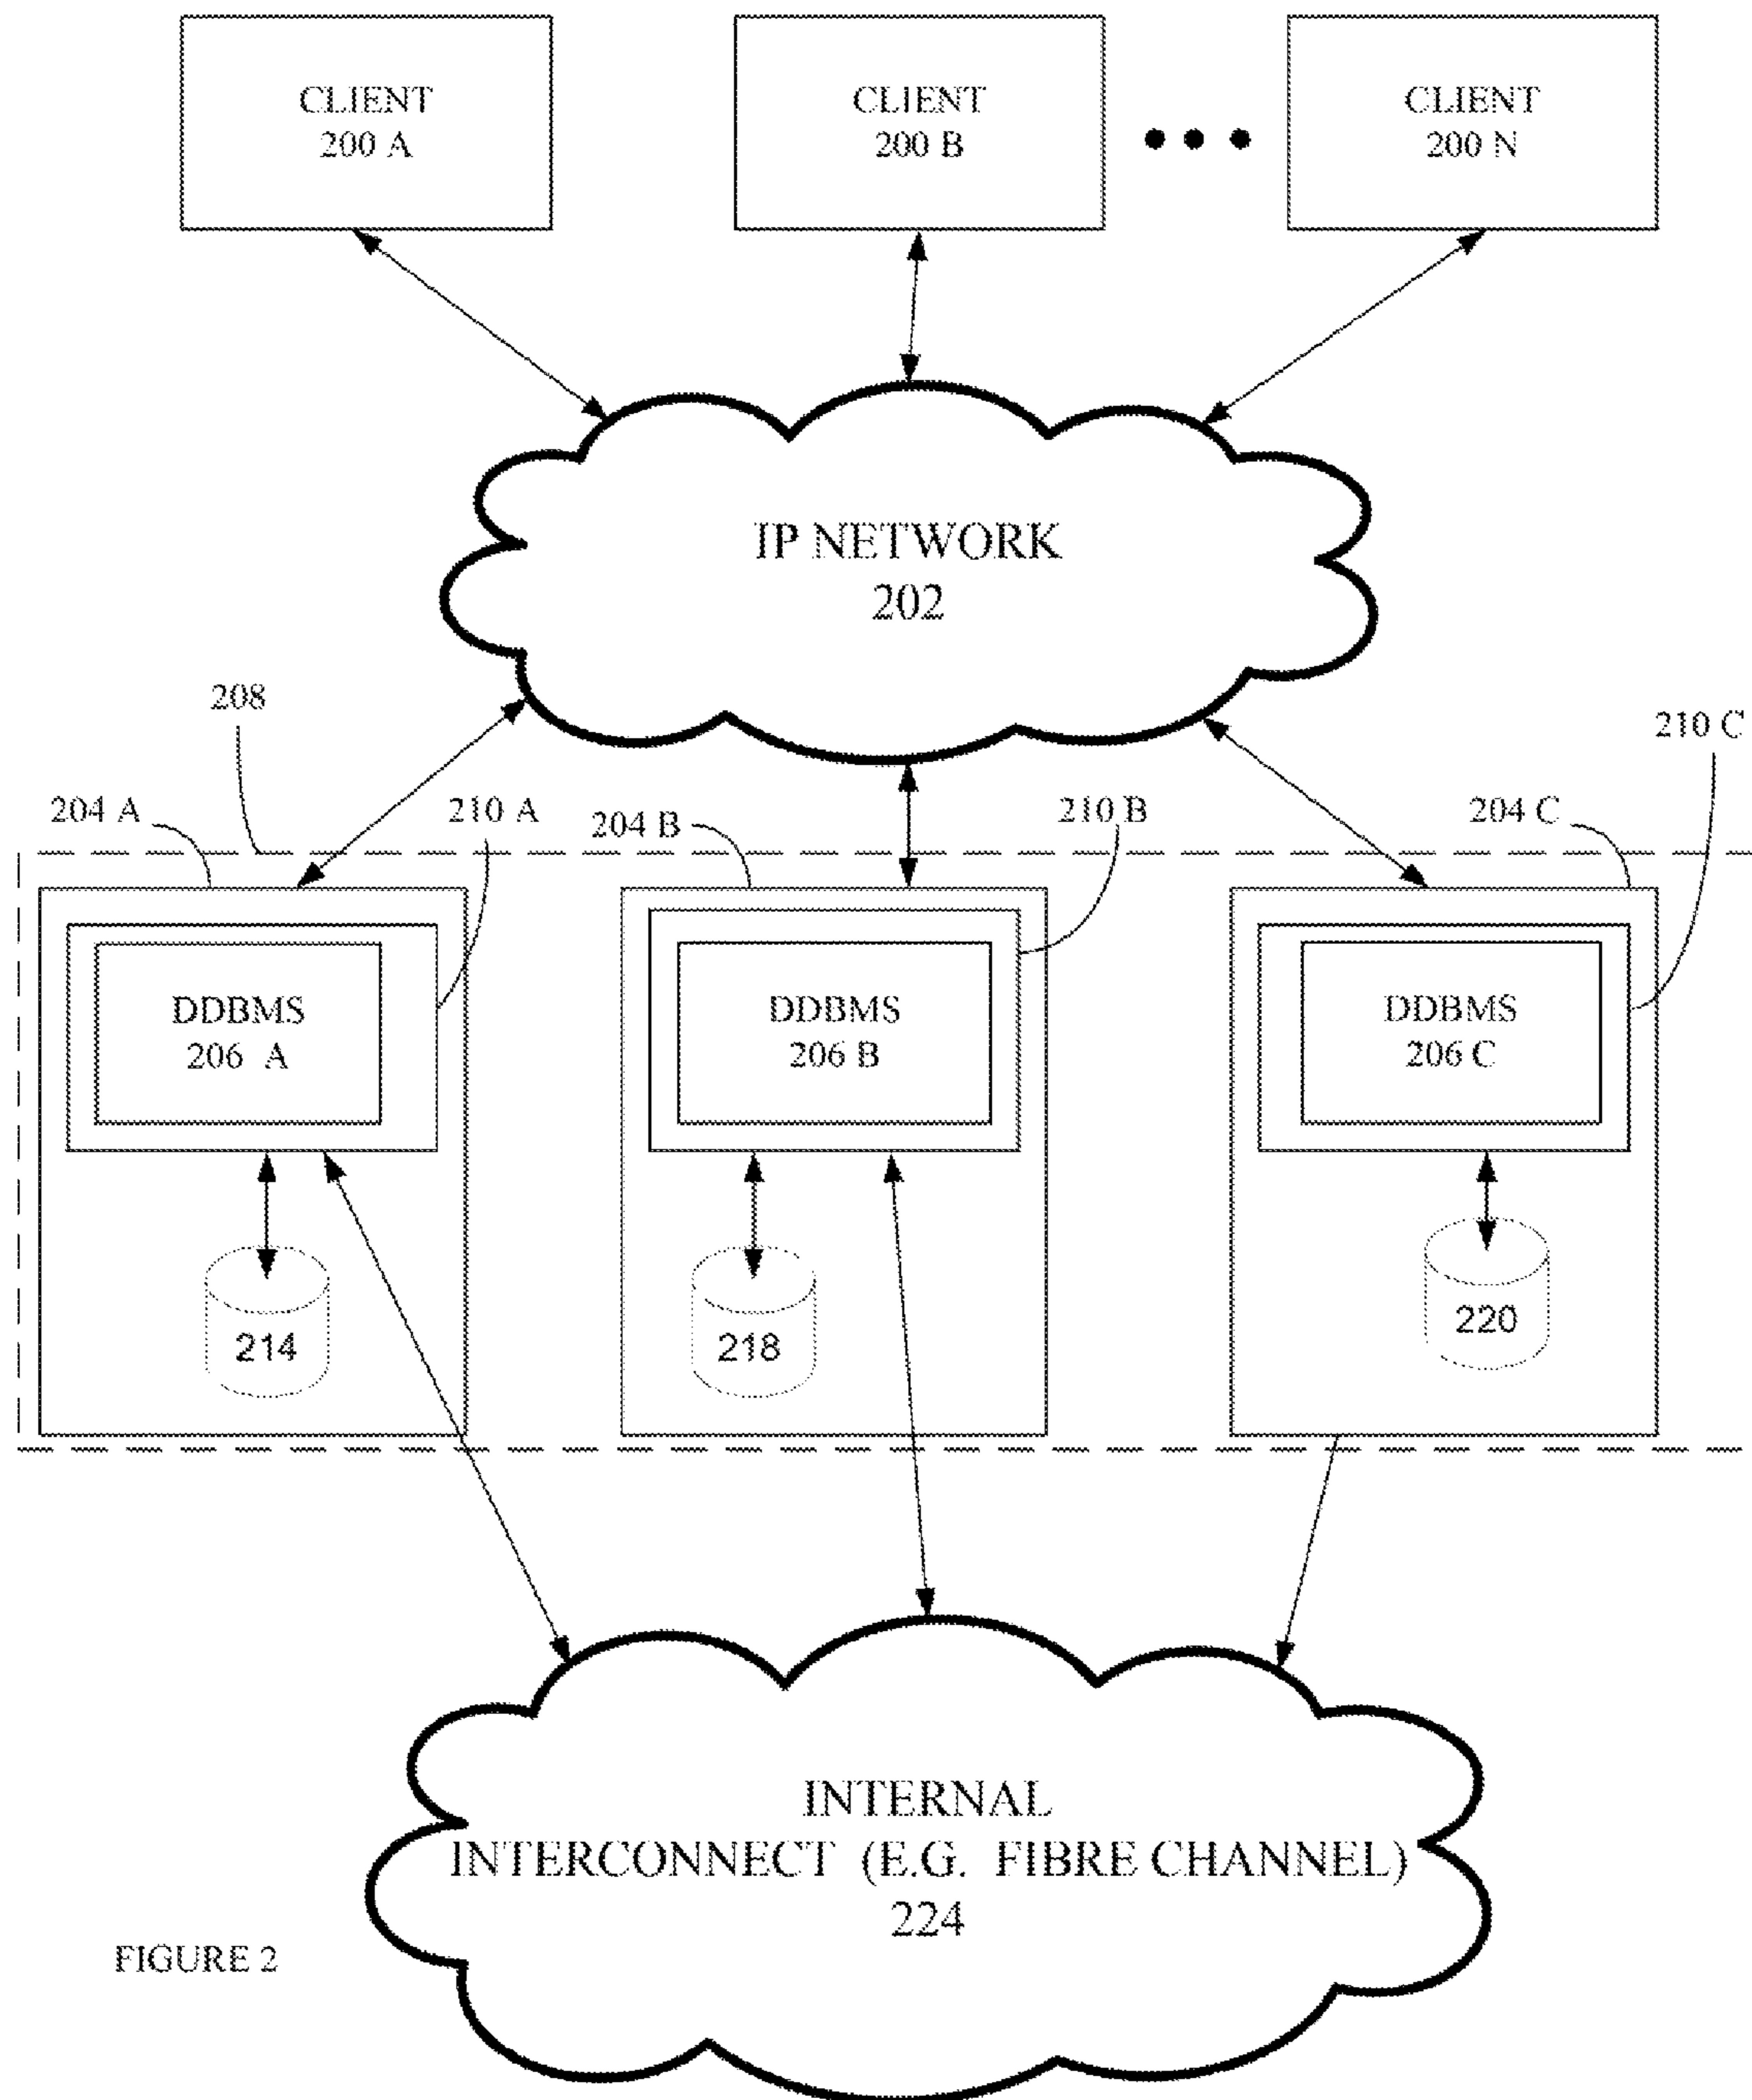 CLIENT
200 A
CLIENT
200 B
CLIENT
200 N
IP NETWORK
202
208
210 C
204 A
210 A
204 B
210 B
204 C
DDBMS
206 A
DDBMS
206 B
DDBMS
206 C
214
218
220
INTERNAL
INTERCONNECT (E.G. FIBRE CHANNEL)
224
FIGURE 2